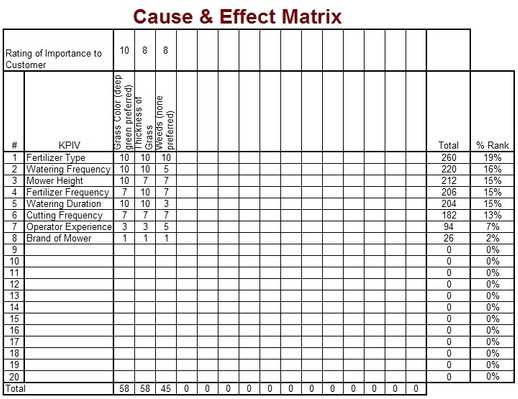 Cause & Effect Matrix
Rating of Importance to Customer 10 8 8
# KPIV Grass Color (deep green preferred) Thickness of Grass Weeds (none preferred) Total % Rank
1 Fertilizer Type 10 10 10 260 19%
2 Watering Frequency 10 10 5 220 16%
3 Mower Height 10 7 7 212 15%
4 Fertilizer Frequency 7 10 7 206 15%
5 Watering Duration 10 10 3 204 15%
6 Cutting Frequency 7 7 7 182 13%
7 Operator Experience 3 3 5 94 7%
8 Brand of Mower 1 1 1 26 2%
9 0 0%
10 0 0%
11 0 0%
12 0 0%
13 0 0%
14 0 0%
15 0 0%
16 0 0%
17 0 0%
18 0 0%
19 0 0%
20 0 0%
Total 58 58 45 0 0 0 0 0 0 0 0 0 0